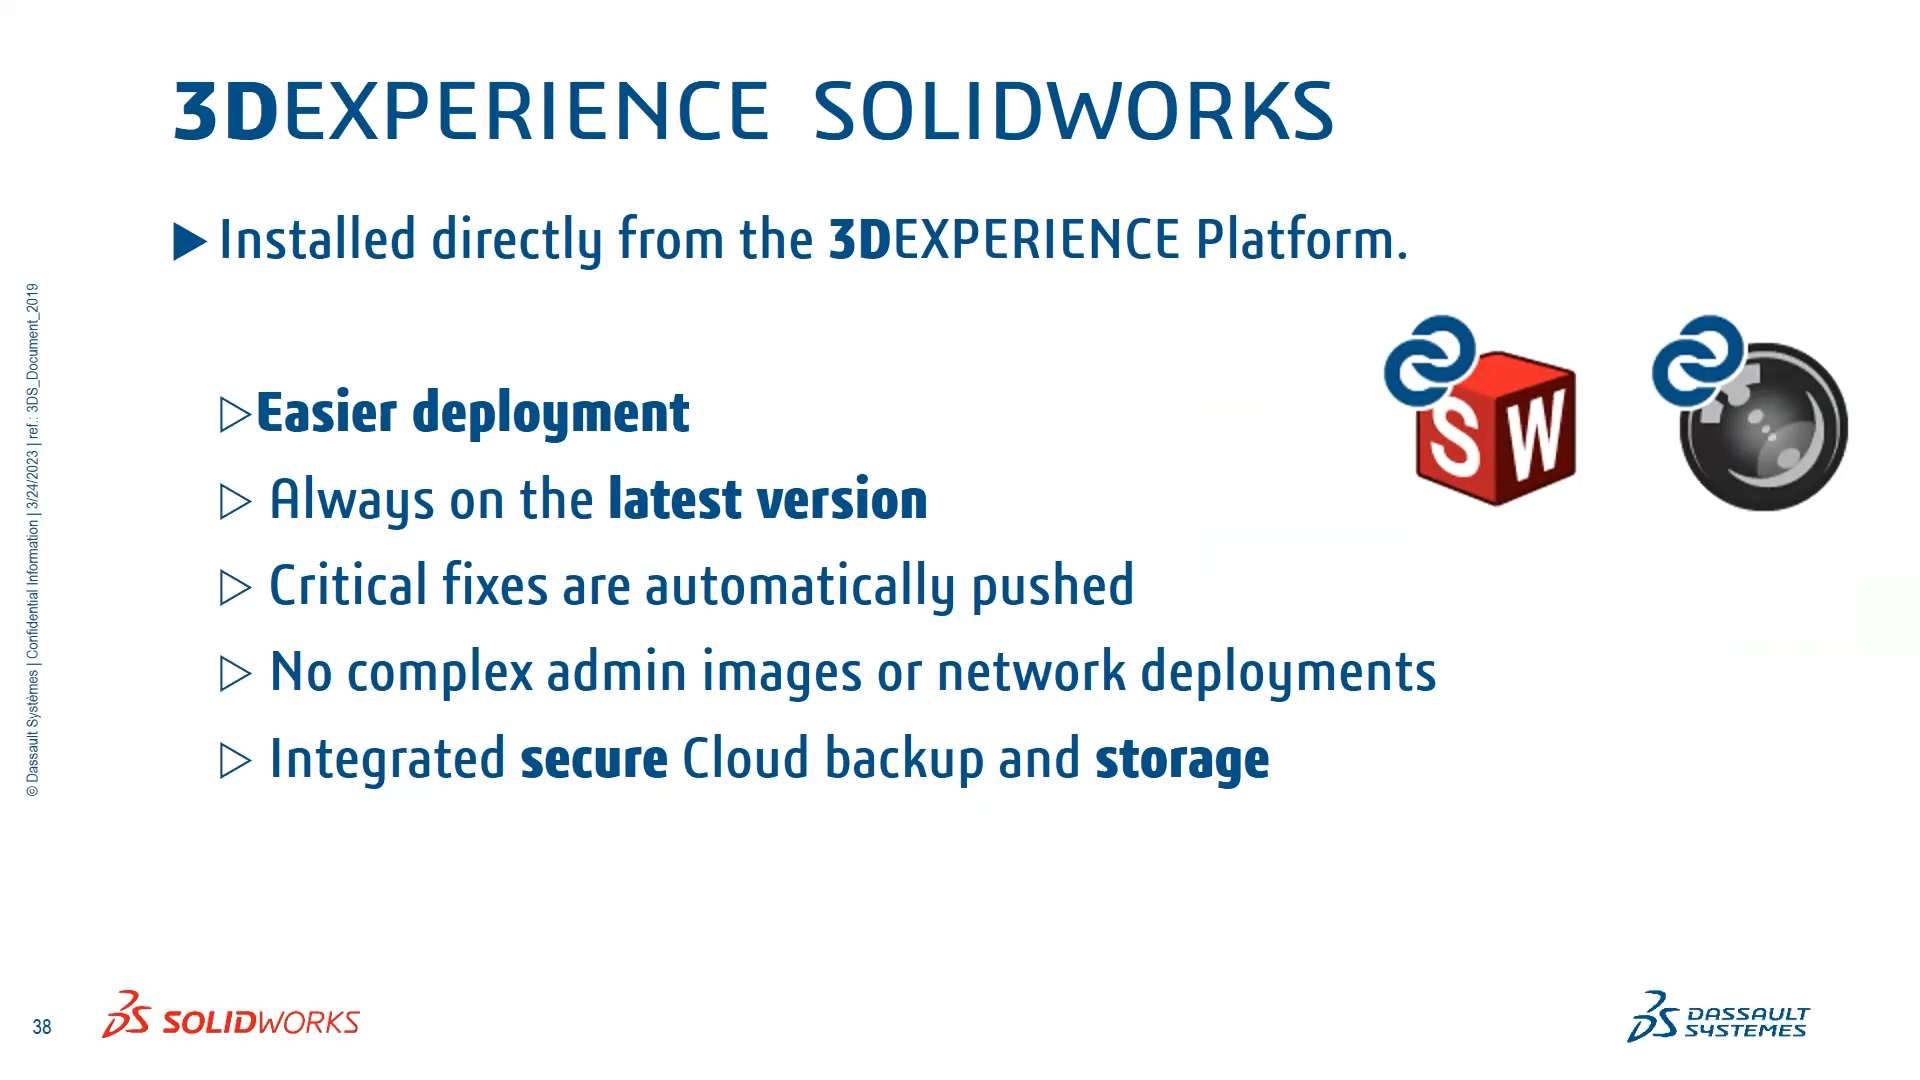 3DEXPERIENCE SOLIDWORKS
▶ Installed directly from the 3DEXPERIENCE Platform.
▷Easier deployment
▷ Always on the latest version
▷ Critical fixes are automatically pushed
▷ No complex admin images or network deployments
▷ Integrated secure Cloud backup and storage
SW
© Dassault Systèmes | Confidential Information | 3/24/2023 | ref.: 3DS_Document_2019
38
SOLIDWORKS
DASSAULT
SYSTEMES